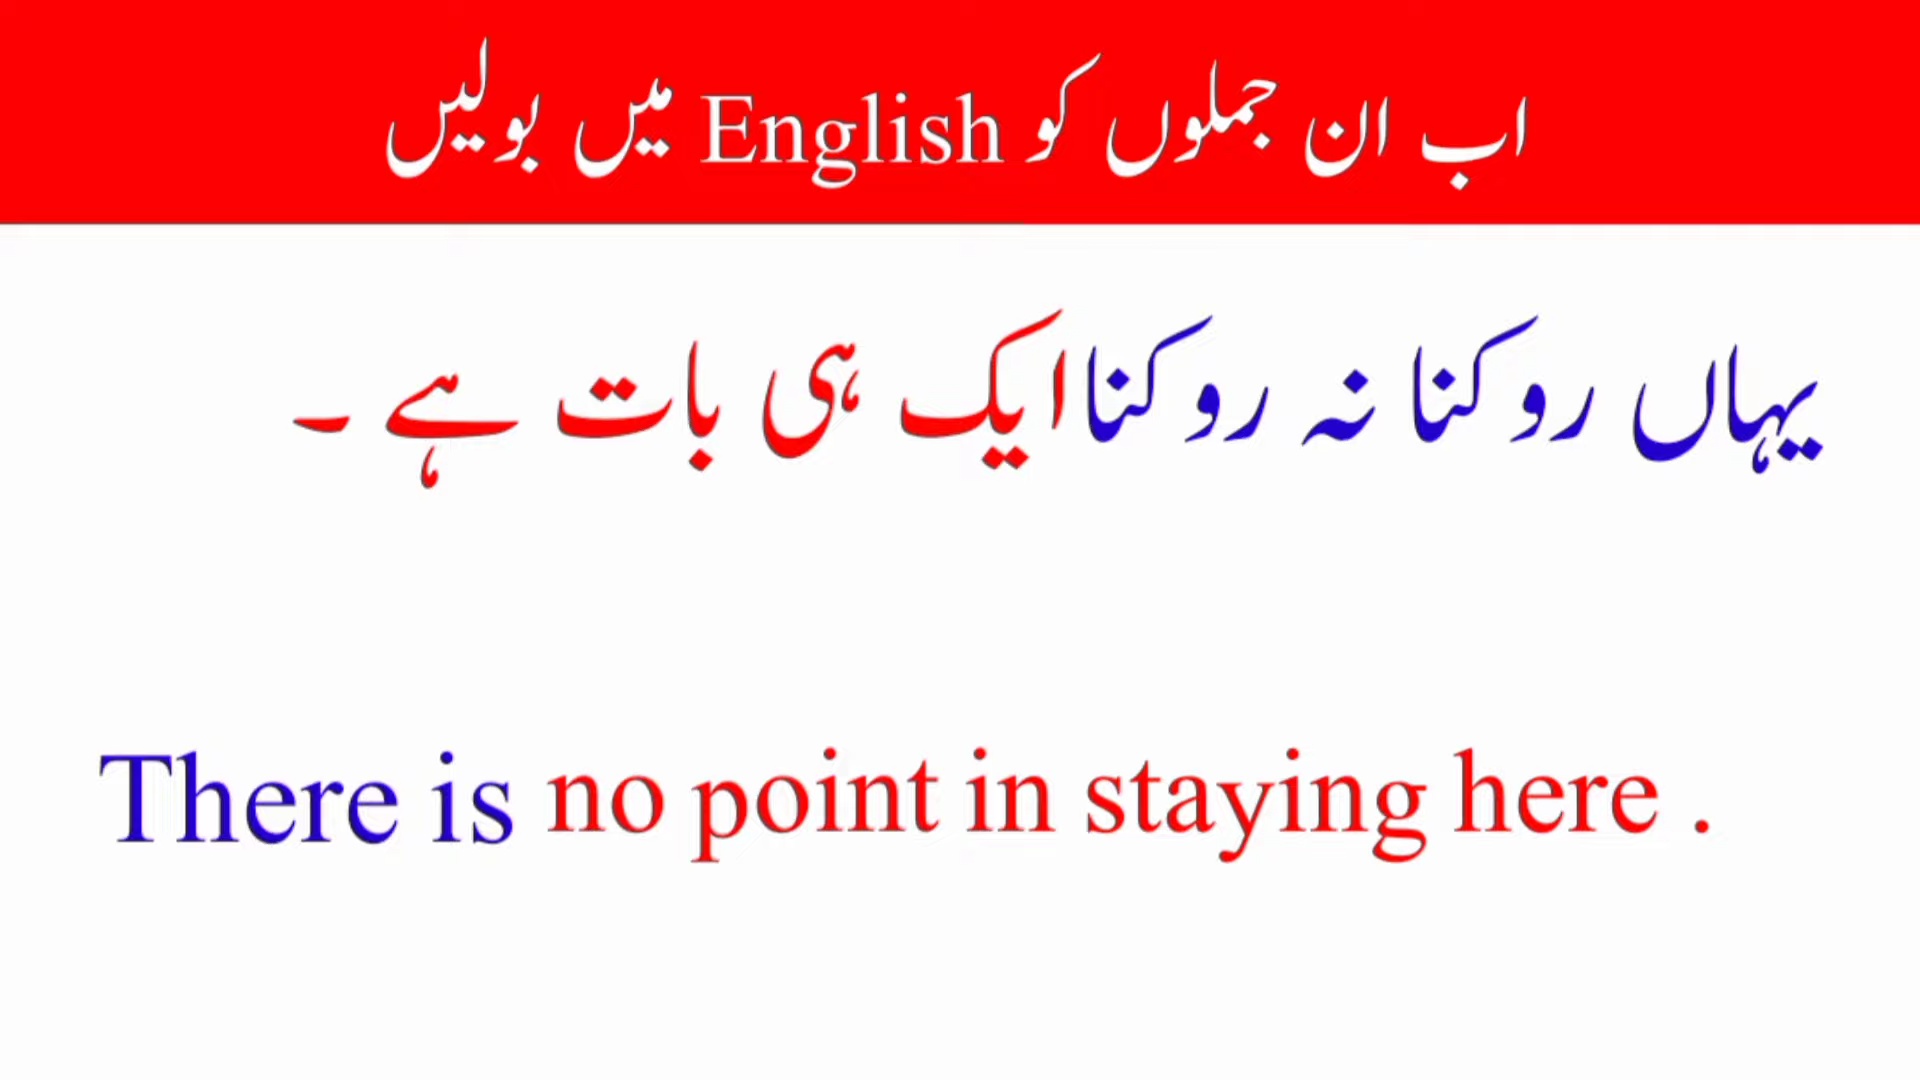 اب ان جملوں کو English میں بولیں
یہاں روکنا نہ روکنا ایک ہی بات ہے ۔
There is no point in staying here .